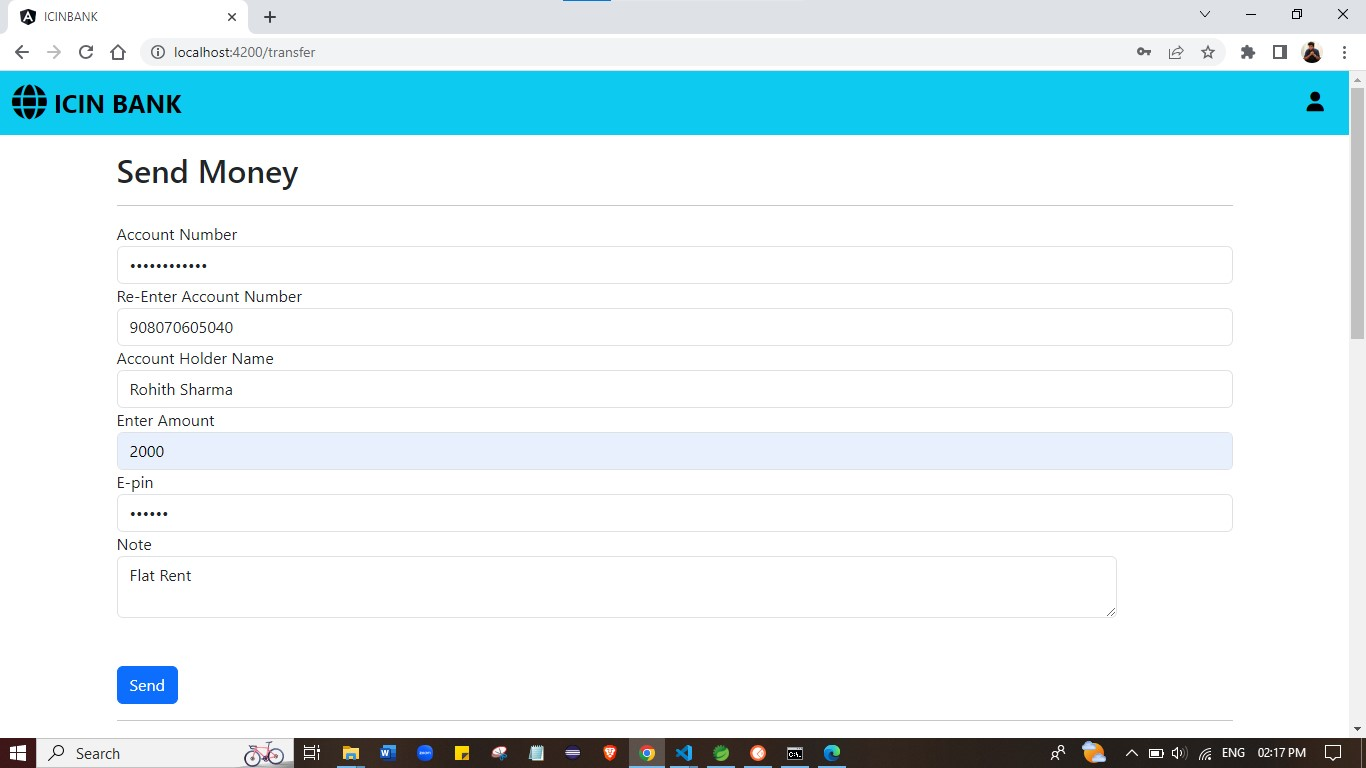 ICINBANK
localhost:4200/transfer
ICIN BANK
Send Money
Account Number
••••••••••••
Re-Enter Account Number
908070605040
Account Holder Name
Rohith Sharma
Enter Amount
2000
E-pin
••••••
Note
Flat Rent
Send
Search
ENG
02:17 PM